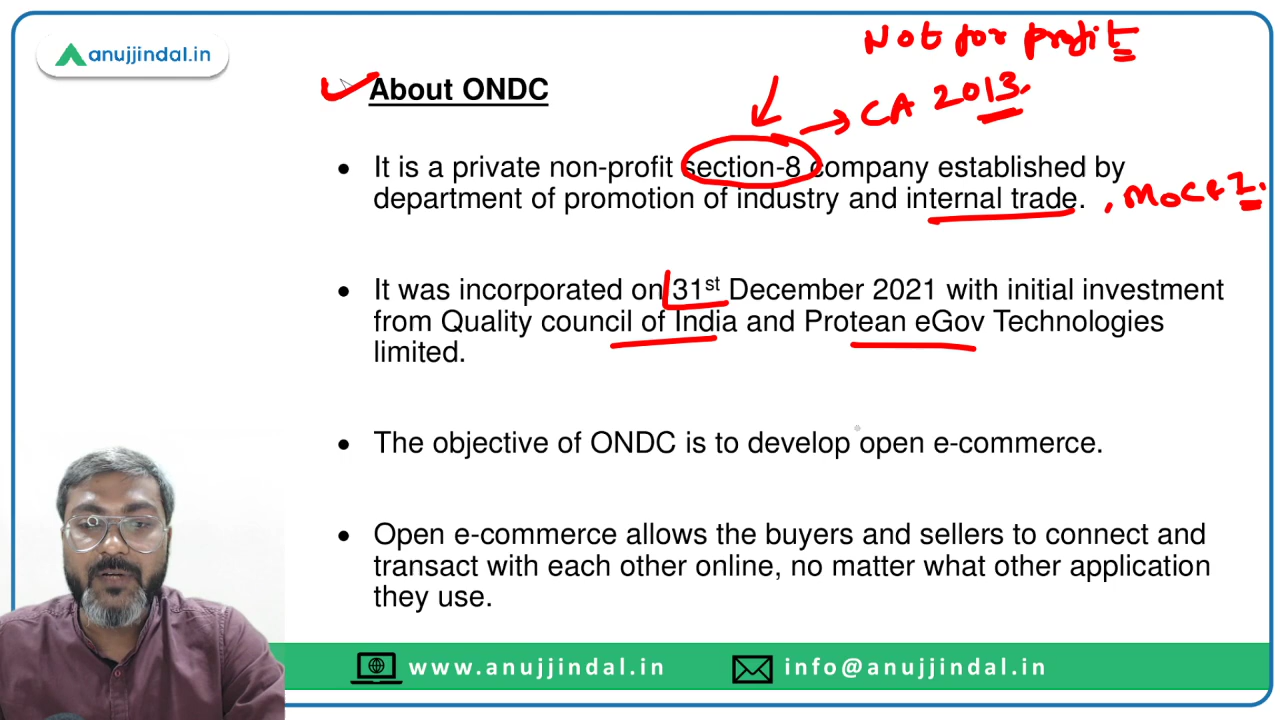 anujjindal.in
Not for profit
About ONDC
CA 2013.
It is a private non-profit section-8 company established by
department of promotion of industry and internal trade. , MOC&I.
It was incorporated on 31st December 2021 with initial investment
from Quality council of India and Protean eGov Technologies
limited.
The objective of ONDC is to develop open e-commerce.
Open e-commerce allows the buyers and sellers to connect and
transact with each other online, no matter what other application
they use.
www.anujjindal.in info@anujjindal.in